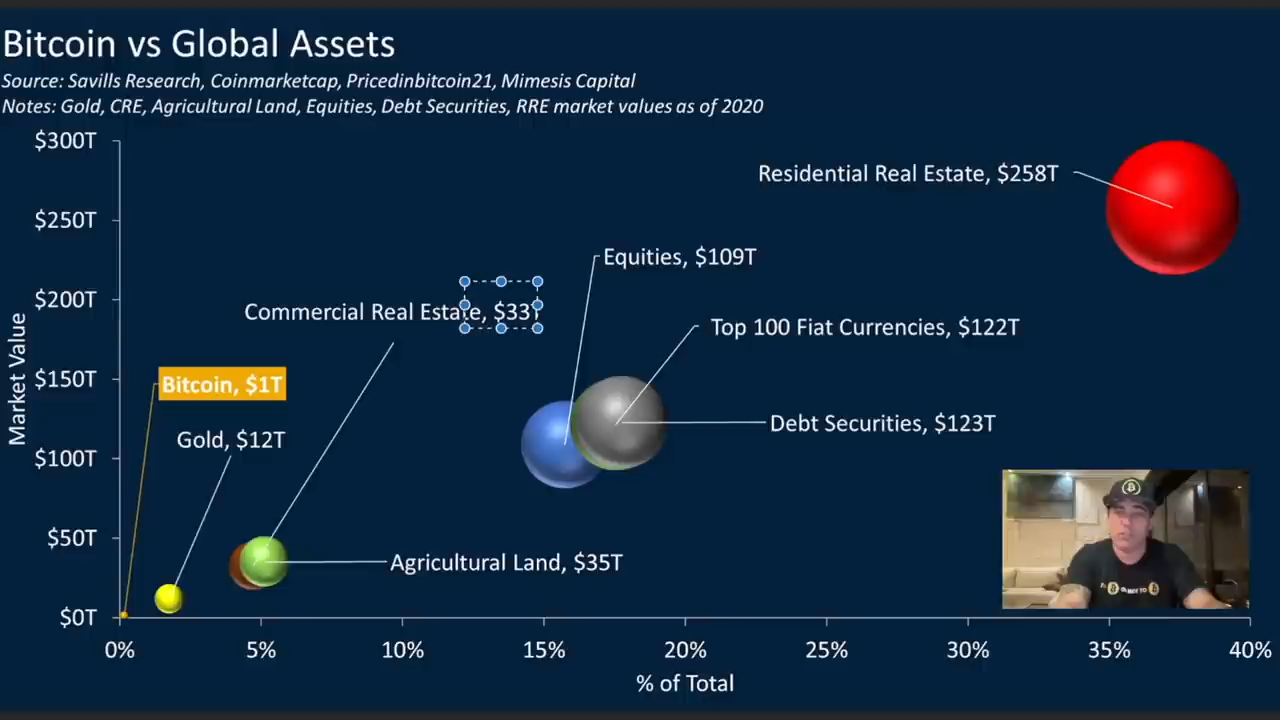 Bitcoin vs Global Assets
Source: Savills Research, Coinmarketcap, Pricedinbitcoin21, Mimesis Capital
Notes: Gold, CRE, Agricultural Land, Equities, Debt Securities, RRE market values as of 2020
$300T
Residential Real Estate, $258T
$250T
Equities, $109T
$200T
Commercial Real Estate, $33T
Top 100 Fiat Currencies, $122T
Market Value
$150T
Bitcoin, $1T
Debt Securities, $123T
Gold, $12T
$100T
$50T
Agricultural Land, $35T
$0T
0% 5% 10% 15% 20% 25% 30% 35% 40%
% of Total